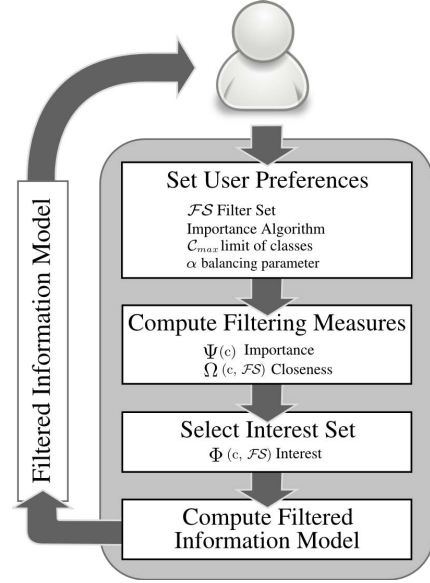 Set User Preferences
𝓕𝓢 Filter Set
Importance Algorithm
𝓒max limit of classes
α balancing parameter
Compute Filtering Measures
Ψ(c) Importance
Ω (c, 𝓕𝓢) Closeness
Select Interest Set
Φ (c, 𝓕𝓢) Interest
Compute Filtered
Information Model
Filtered Information Model